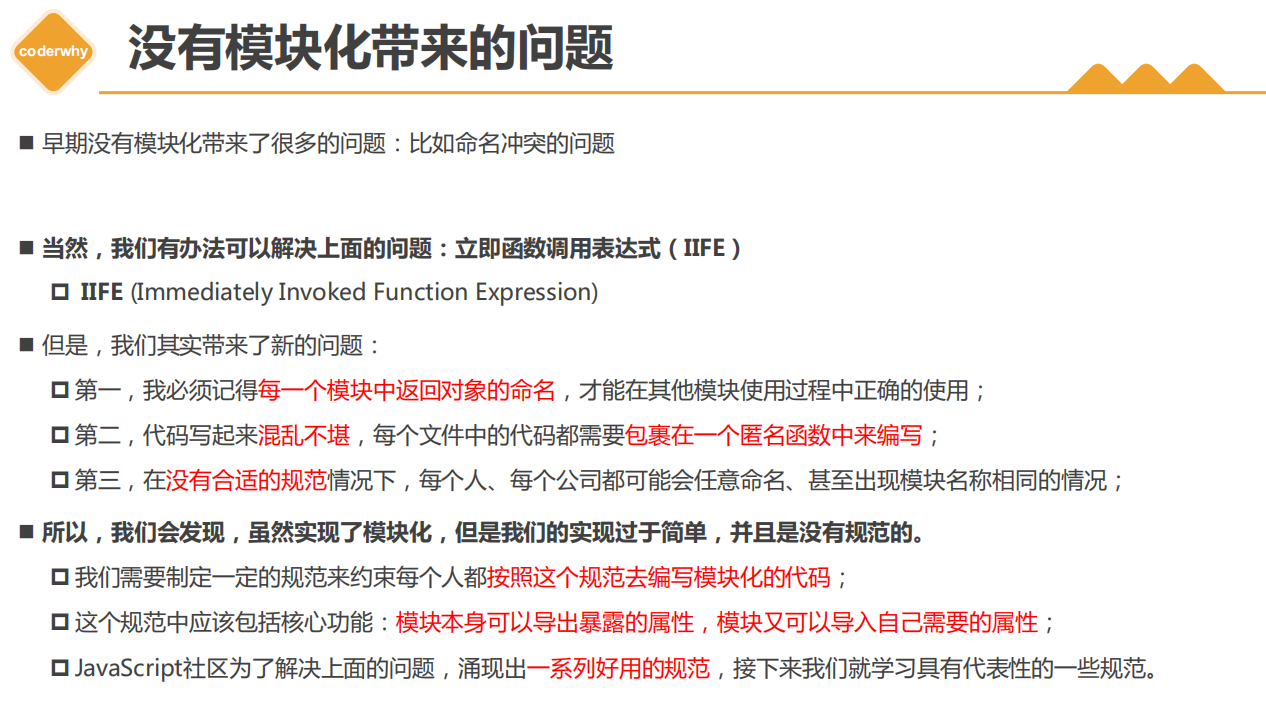 coderwhy
没有模块化带来的问题
■ 早期没有模块化带来了很多的问题：比如命名冲突的问题
■ 当然，我们有办法可以解决上面的问题：立即函数调用表达式（IIFE）
❑ IIFE (Immediately Invoked Function Expression)
■ 但是，我们其实带来了新的问题：
❑ 第一，我必须记得每一个模块中返回对象的命名，才能在其他模块使用过程中正确的使用；
❑ 第二，代码写起来混乱不堪，每个文件中的代码都需要包裹在一个匿名函数中来编写；
❑ 第三，在没有合适的规范情况下，每个人、每个公司都可能会任意命名、甚至出现模块名称相同的情况；
■ 所以，我们会发现，虽然实现了模块化，但是我们的实现过于简单，并且是没有规范的。
❑ 我们需要制定一定的规范来约束每个人都按照这个规范去编写模块化的代码；
❑ 这个规范中应该包括核心功能：模块本身可以导出暴露的属性，模块又可以导入自己需要的属性；
❑ JavaScript社区为了解决上面的问题，涌现出一系列好用的规范，接下来我们就学习具有代表性的一些规范。